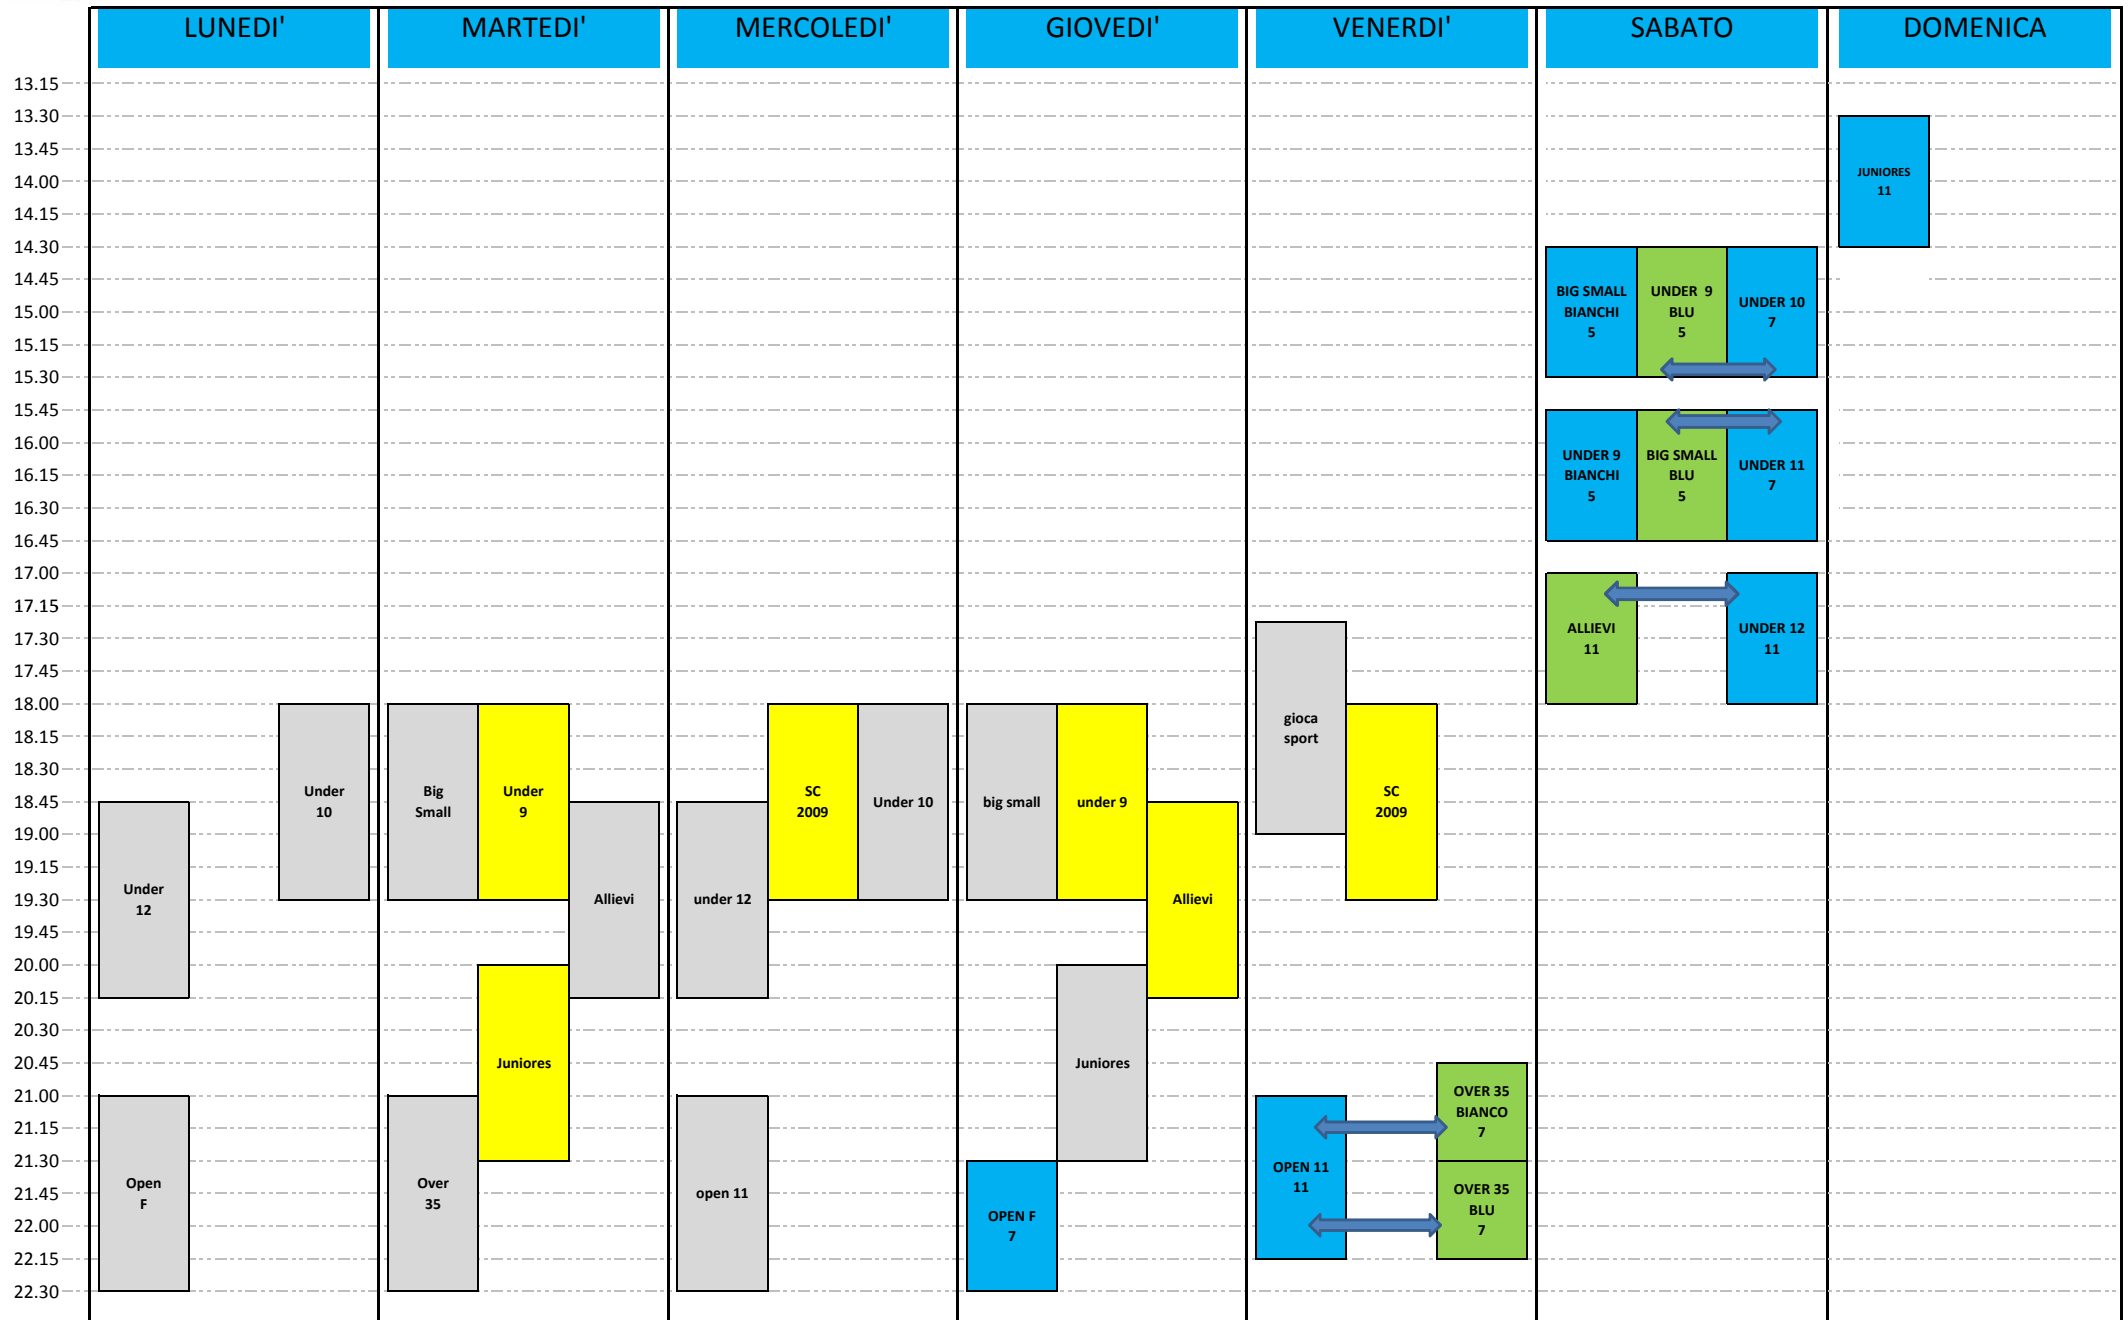 LUNEDI'
MARTEDI'
MERCOLEDI'
GIOVEDI'
VENERDI'
SABATO
DOMENICA
13.15
13.30
13.45
14.00
14.15
14.30
14.45
15.00
15.15
15.30
15.45
16.00
16.15
16.30
16.45
17.00
17.15
17.30
17.45
18.00
18.15
18.30
18.45
19.00
19.15
19.30
19.45
20.00
20.15
20.30
20.45
21.00
21.15
21.30
21.45
22.00
22.15
22.30
Under
10
Under
12
Open
F
Big
Small
Under
9
Allievi
Juniores
Over
35
SC
2009
Under 10
under 12
open 11
big small
under 9
Allievi
Juniores
OPEN F
7
gioca
sport
SC
2009
OPEN 11
11
OVER 35
BIANCO
7
OVER 35
BLU
7
BIG SMALL
BIANCHI
5
UNDER 9
BLU
5
UNDER 10
7
UNDER 9
BIANCHI
5
BIG SMALL
BLU
5
UNDER 11
7
ALLIEVI
11
UNDER 12
11
JUNIORES
11